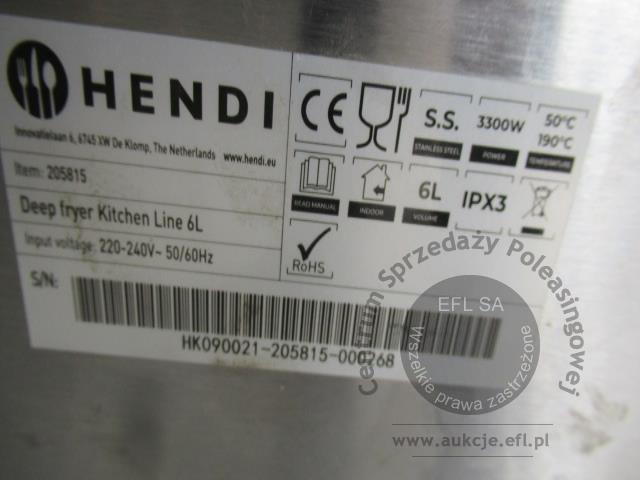 HENDI
Innovatielaan 6, 6745 XW De Klomp, The Netherlands www.hendi.eu
Item: 205815
Deep fryer Kitchen Line 6L
Input voltage: 220-240V~ 50/60Hz
CE
S.S.
STAINLESS STEEL
3300W
POWER
50°C
190°C
TEMPERATURE
READ MANUAL
INDOOR
6L
VOLUME
IPX3
RoHS
S/N:
HK090021-205815-000268
Centrum Sprzedaży Poleasingowej
EFL SA
Wszelkie prawa zastrzeżone
www.aukcje.efl.pl